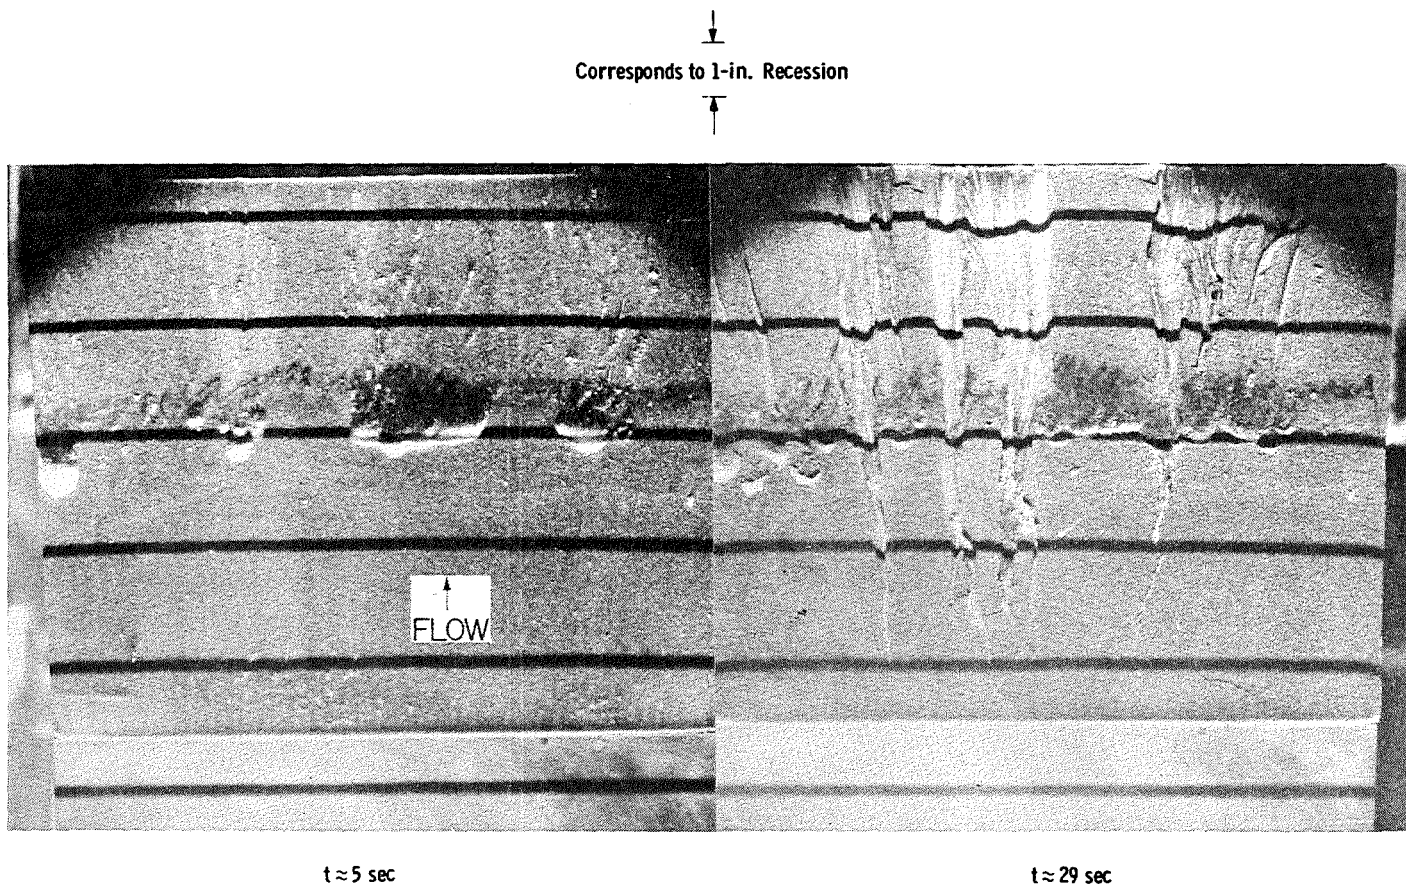 Corresponds to 1-in. Recession
FLOW
t ≈ 5 sec
t ≈ 29 sec